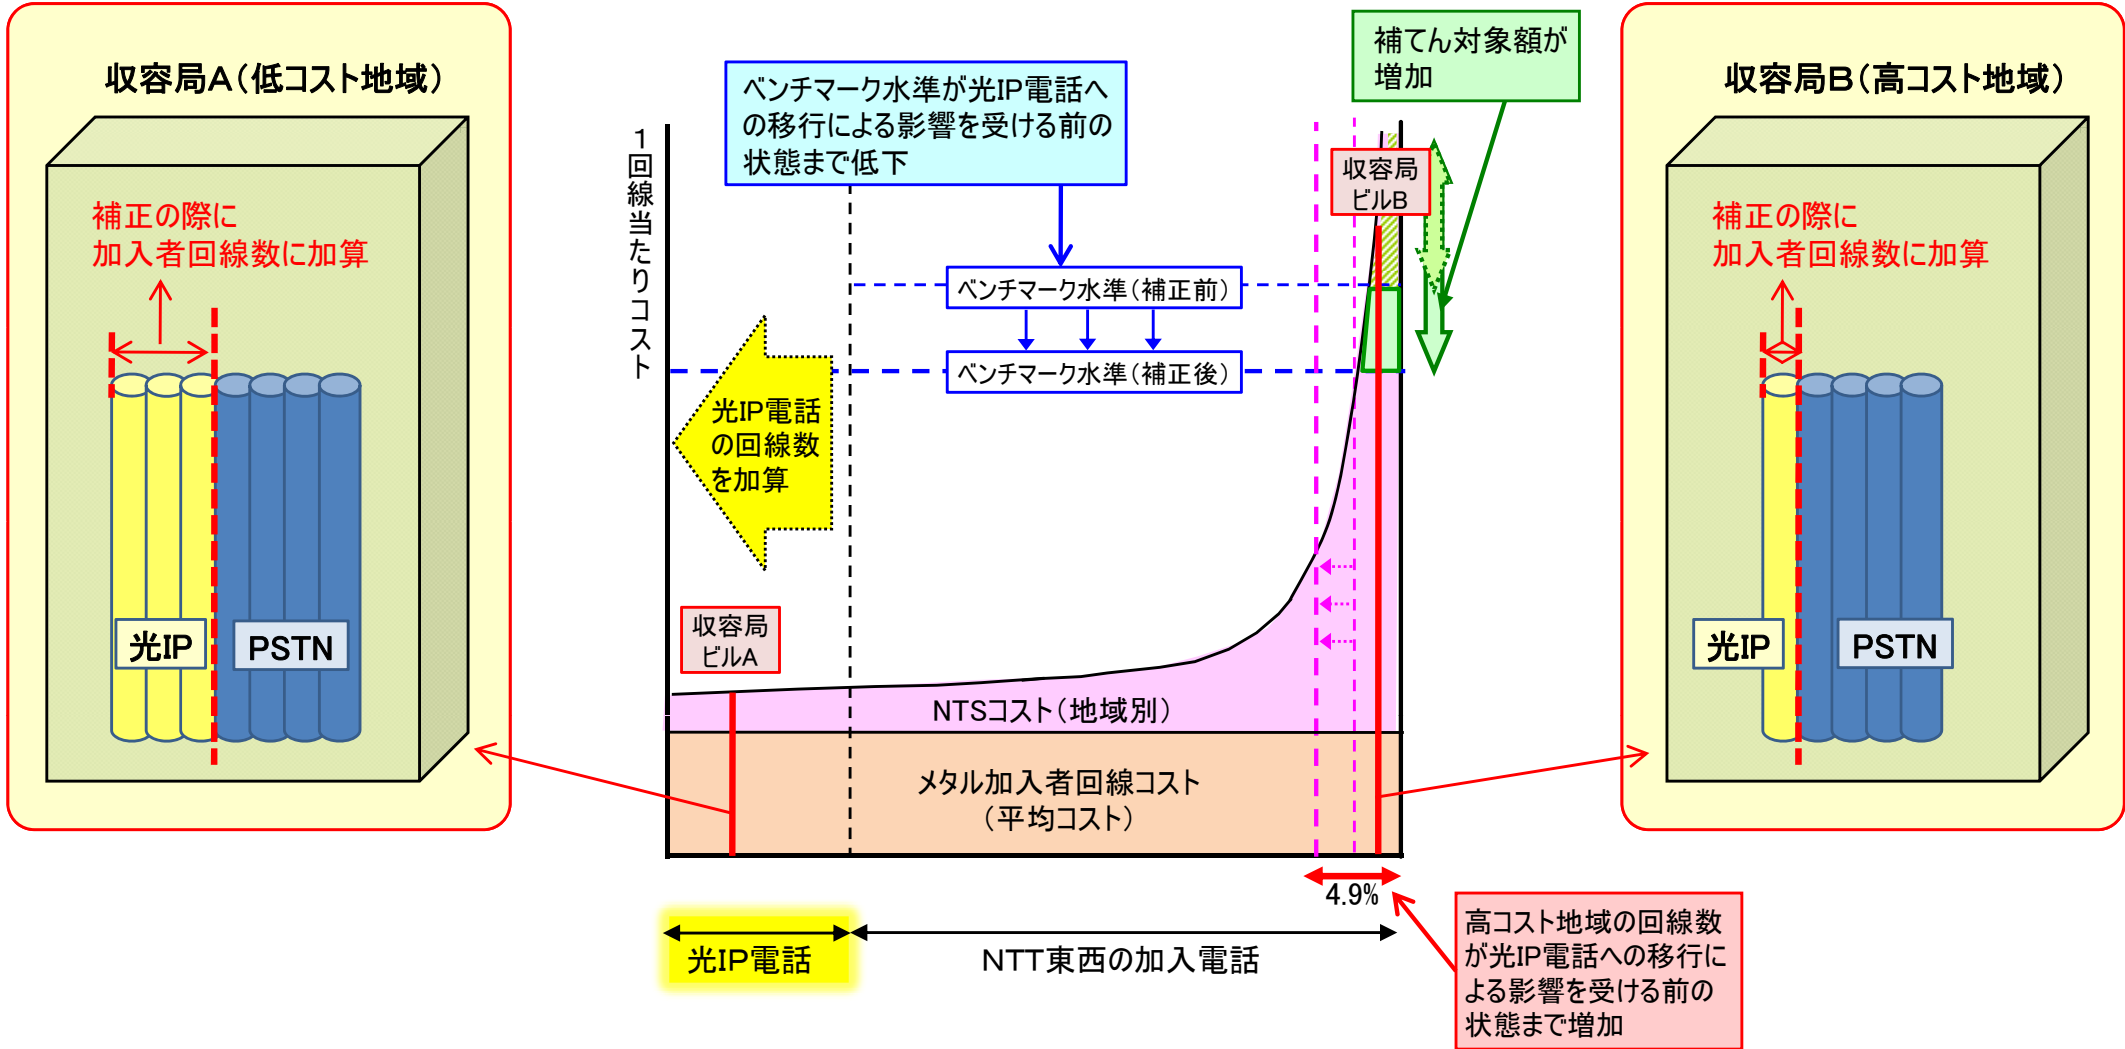 収容局A（低コスト地域）
補正の際に
加入者回線数に加算
光IP
PSTN
1回線当たりコスト
ベンチマーク水準が光IP電話へ
の移行による影響を受ける前の
状態まで低下
補てん対象額が
増加
収容局
ビルB
ベンチマーク水準（補正前）
ベンチマーク水準（補正後）
光IP電話
の回線数
を加算
収容局
ビルA
NTSコスト（地域別）
メタル加入者回線コスト
（平均コスト）
4.9%
光IP電話
NTT東西の加入電話
高コスト地域の回線数
が光IP電話への移行に
よる影響を受ける前の
状態まで増加
収容局B（高コスト地域）
補正の際に
加入者回線数に加算
光IP
PSTN